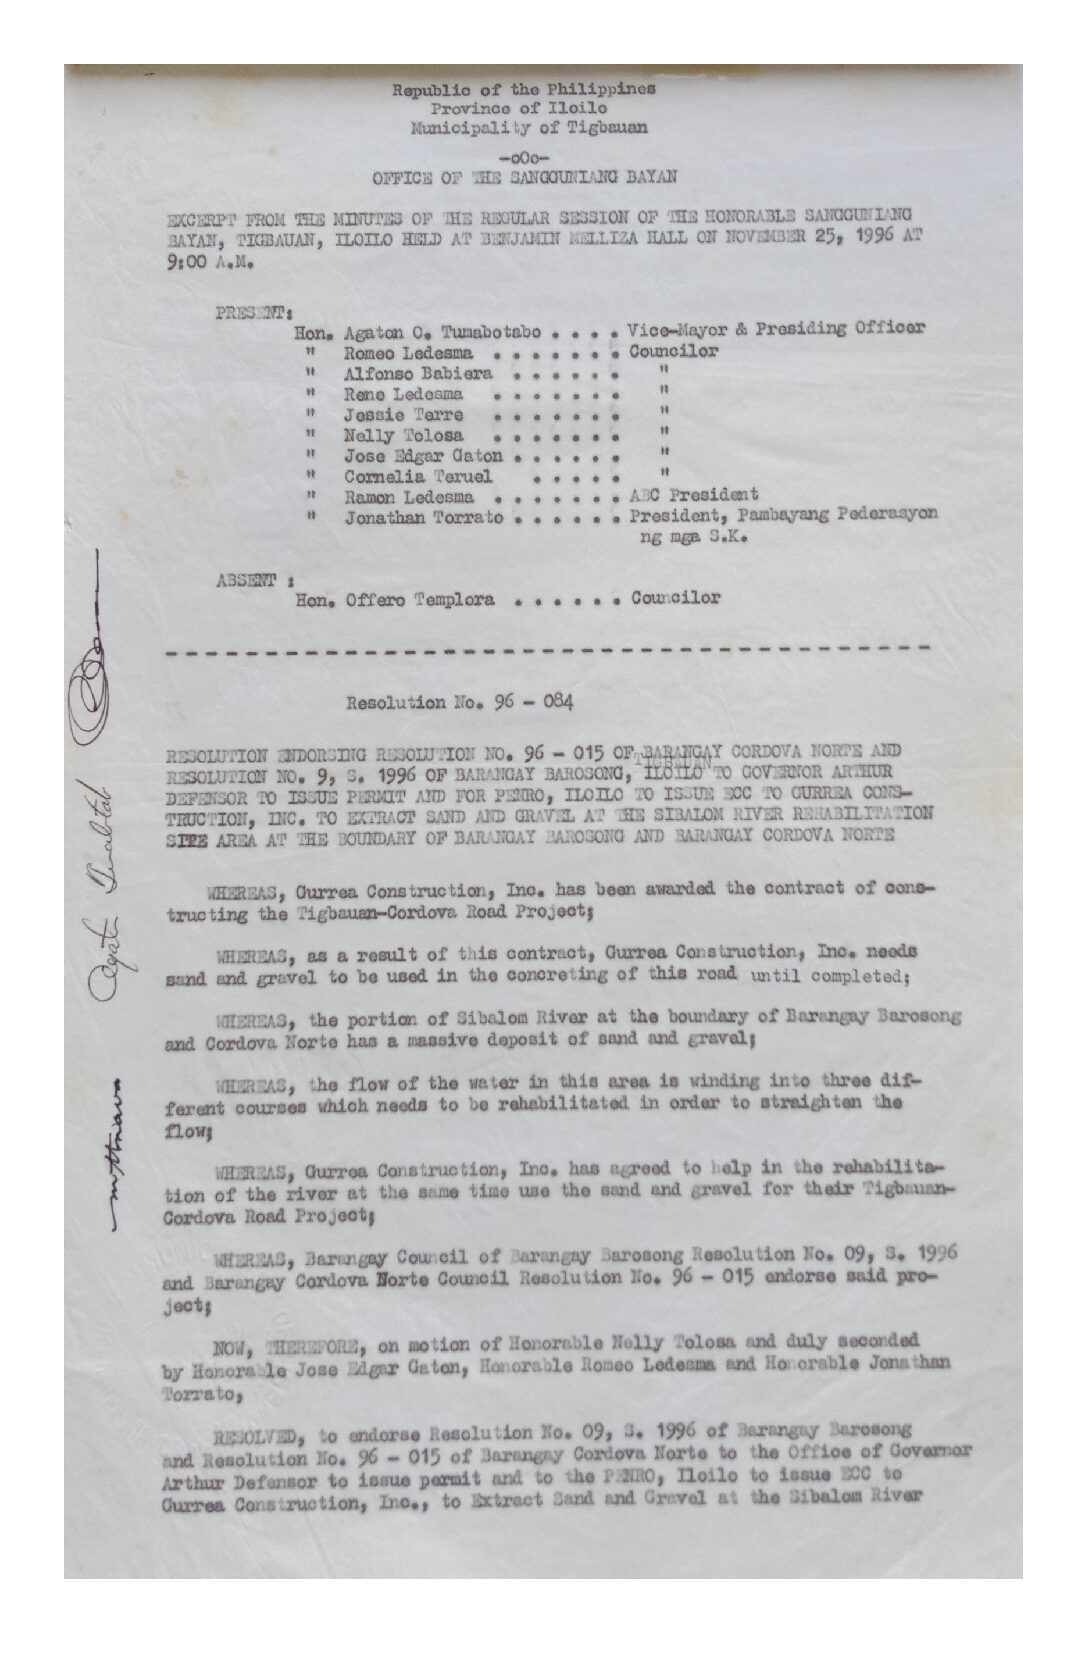 Republic of the Philippines
Province of Iloilo
Municipality of Tigbauan
-oOo-
OFFICE OF THE SANGGUNIANG BAYAN
EXCERPT FROM THE MINUTES OF THE REGULAR SESSION OF THE HONORABLE SANGGUNIANG
BAYAN, TIGBAUAN, ILOILO HELD AT BENJAMIN MELLIZA HALL ON NOVEMBER 25, 1996 AT
9:00 A.M.
PRESENT:
Hon. Agaton O. Tumabotabo . . . . Vice-Mayor & Presiding Officer
" Romeo Ledesma . . . . . . . Councilor
" Alfonso Babiera . . . . . . "
" Rene Ledesma . . . . . . . "
" Jessie Terre . . . . . . . "
" Nelly Tolosa . . . . . . . "
" Jose Edgar Gaton . . . . . . "
" Cornelia Teruel . . . . . "
" Ramon Ledesma . . . . . . . ABC President
" Jonathan Torrato . . . . . . President, Pambayang Pederasyon
ng mga S.K.
ABSENT :
Hon. Offero Templora . . . . . . Councilor
---------------------------------------
Resolution No. 96 - 084
RESOLUTION ENDORSING RESOLUTION NO. 96 - 015 OF BARANGAY CORDOVA NORTE AND
TIGBAUAN
RESOLUTION NO. 9, S. 1996 OF BARANGAY BAROSONG, ILOILO TO GOVERNOR ARTHUR
DEFENSOR TO ISSUE PERMIT AND FOR PENRO, ILOILO TO ISSUE ECC TO GURREA CONS-
TRUCTION, INC. TO EXTRACT SAND AND GRAVEL AT THE SIBALOM RIVER REHABILITATION
SITE AREA AT THE BOUNDARY OF BARANGAY BAROSONG AND BARANGAY CORDOVA NORTE
WHEREAS, Gurrea Construction, Inc. has been awarded the contract of cons-
tructing the Tigbauan-Cordova Road Project;
WHEREAS, as a result of this contract, Gurrea Construction, Inc. needs
sand and gravel to be used in the concreting of this road until completed;
WHEREAS, the portion of Sibalom River at the boundary of Barangay Barosong
and Cordova Norte has a massive deposit of sand and gravel;
WHEREAS, the flow of the water in this area is winding into three dif-
ferent courses which needs to be rehabilitated in order to straighten the
flow;
WHEREAS, Gurrea Construction, Inc. has agreed to help in the rehabilita-
tion of the river at the same time use the sand and gravel for their Tigbauan-
Cordova Road Project;
WHEREAS, Barangay Council of Barangay Barosong Resolution No. 09, S. 1996
and Barangay Cordova Norte Council Resolution No. 96 - 015 endorse said pro-
ject;
NOW, THEREFORE, on motion of Honorable Nelly Tolosa and duly seconded
by Honorable Jose Edgar Gaton, Honorable Romeo Ledesma and Honorable Jonathan
Torrato,
RESOLVED, to endorse Resolution No. 09, S. 1996 of Barangay Barosong
and Resolution No. 96 - 015 of Barangay Cordova Norte to the Office of Governor
Arthur Defensor to issue permit and to the PENRO, Iloilo to issue ECC to
Gurrea Construction, Inc., to Extract Sand and Gravel at the Sibalom River